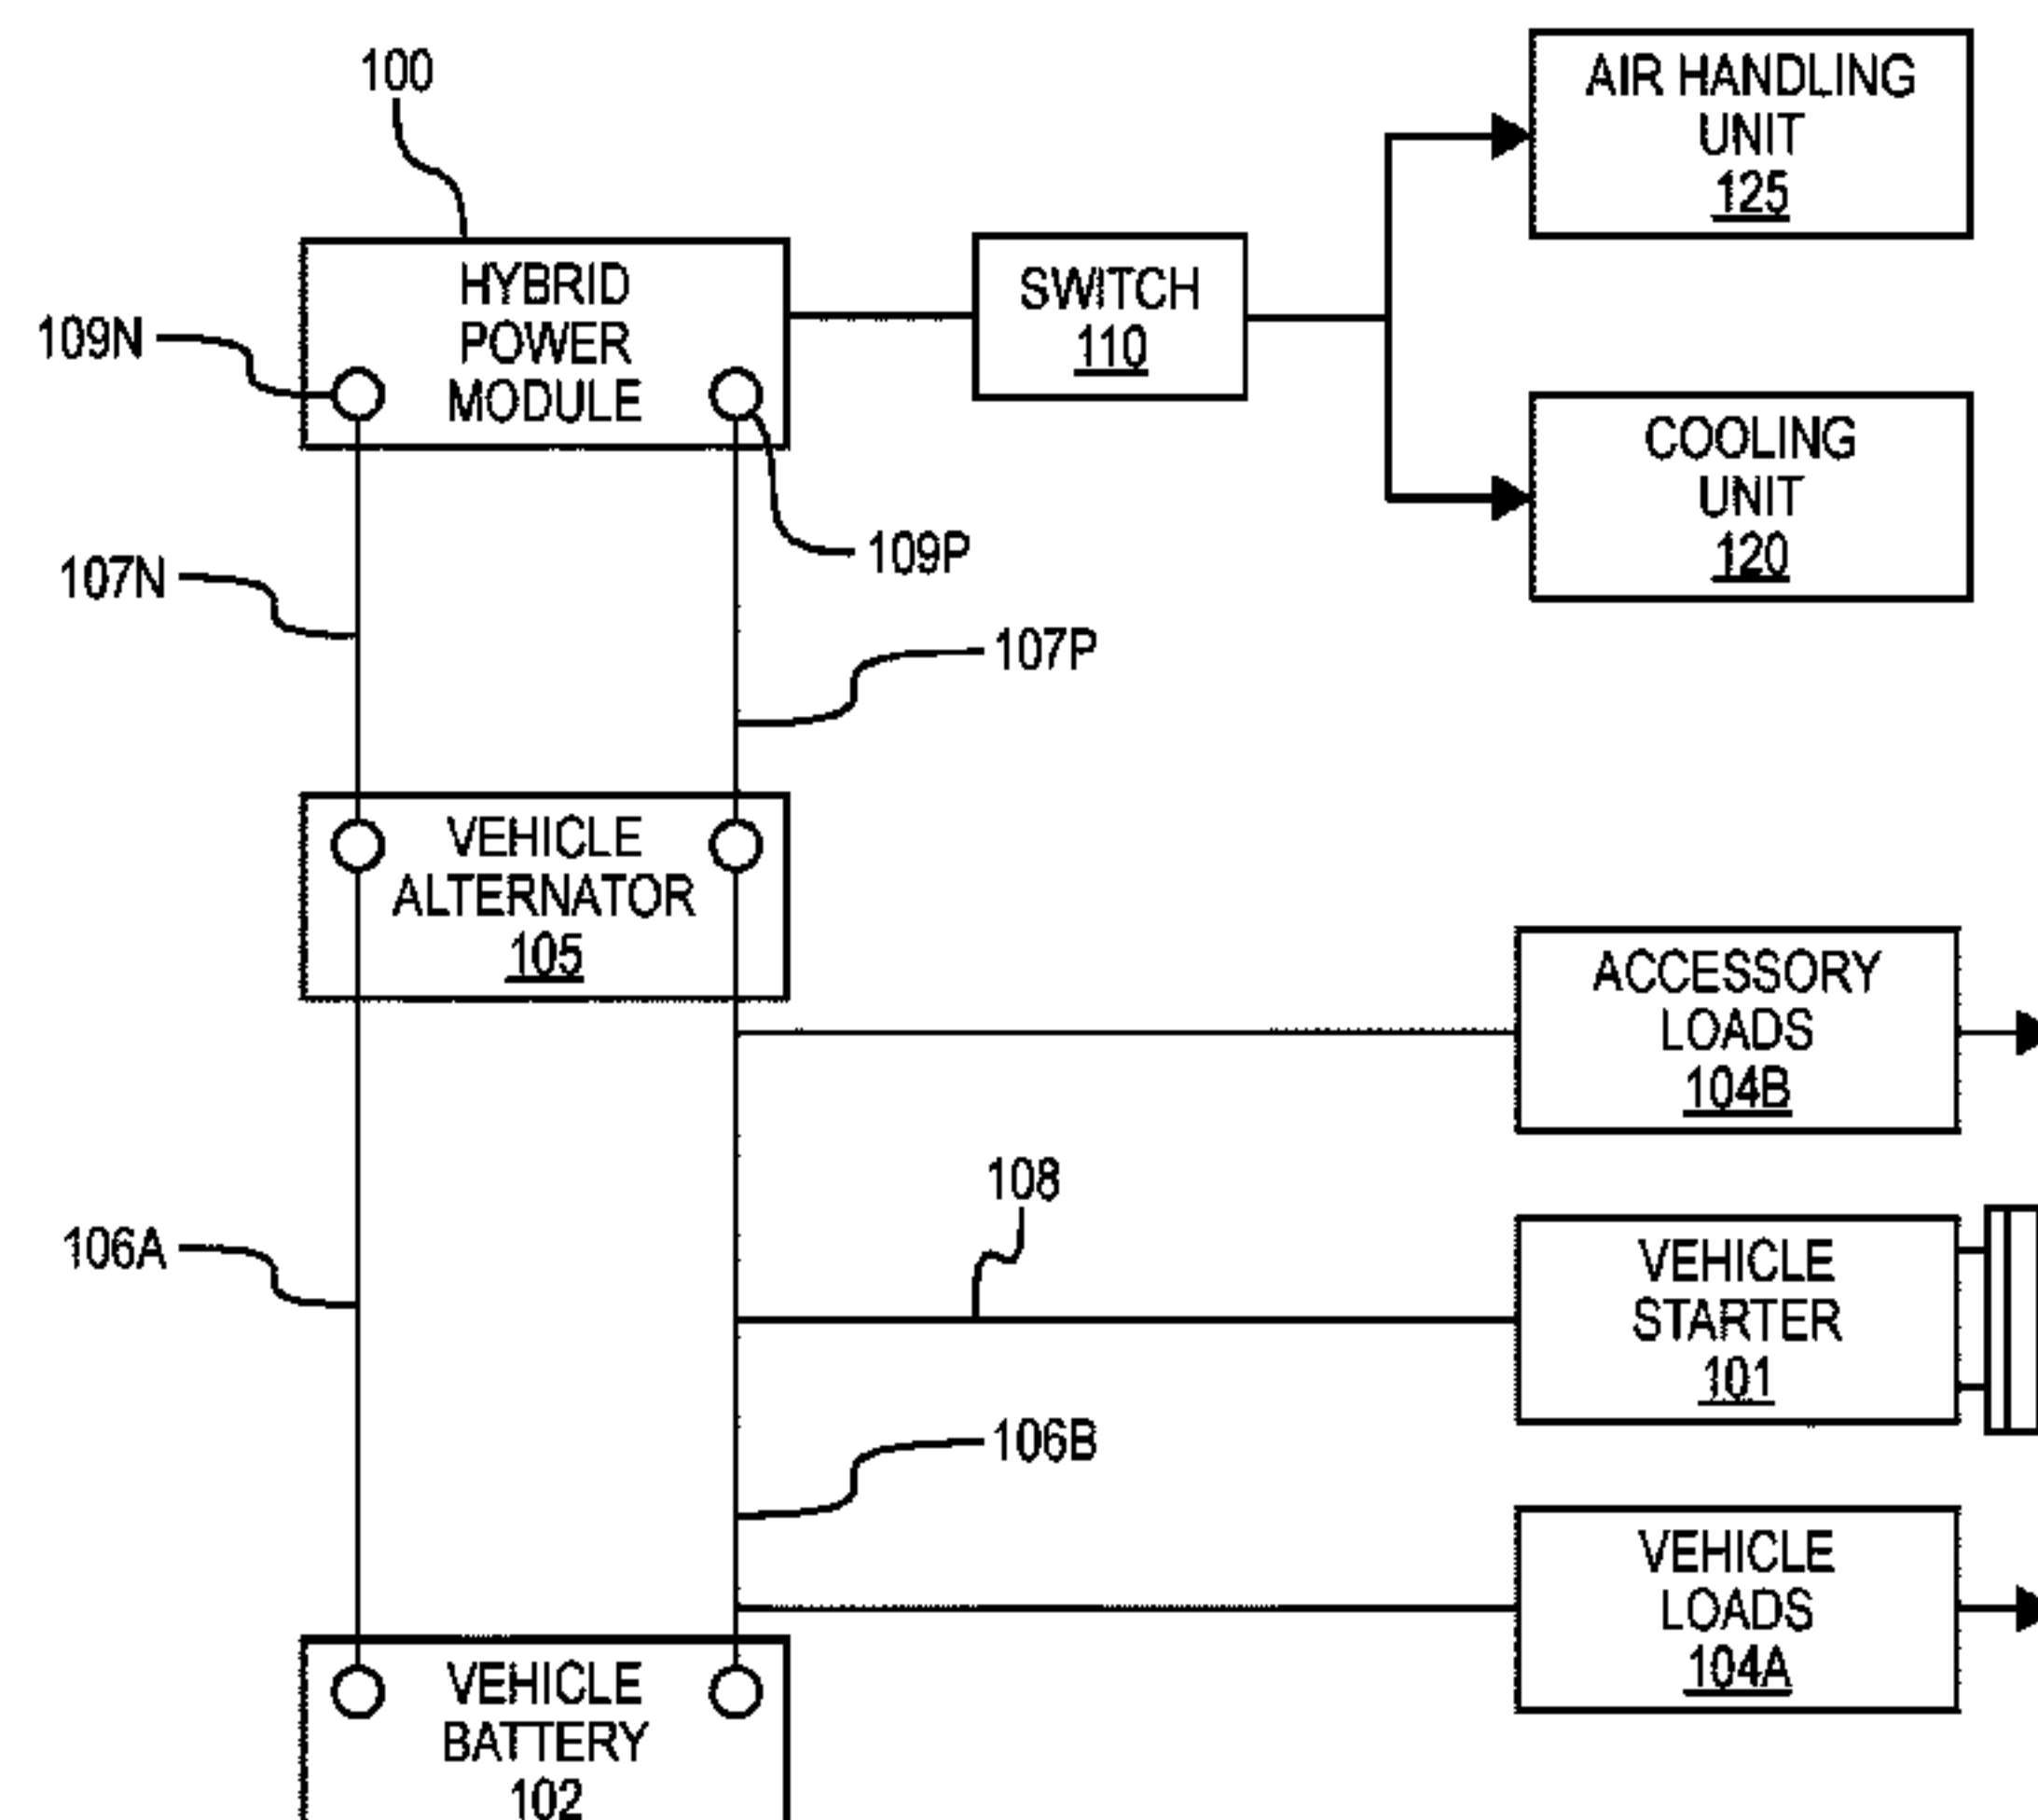 100
AIR HANDLING
UNIT
125
HYBRID
POWER
MODULE
SWITCH
110
109N
COOLING
UNIT
120
109P
107N
107P
VEHICLE
ALTERNATOR
105
ACCESSORY
LOADS
104B
108
106A
VEHICLE
STARTER
101
106B
VEHICLE
LOADS
104A
VEHICLE
BATTERY
102